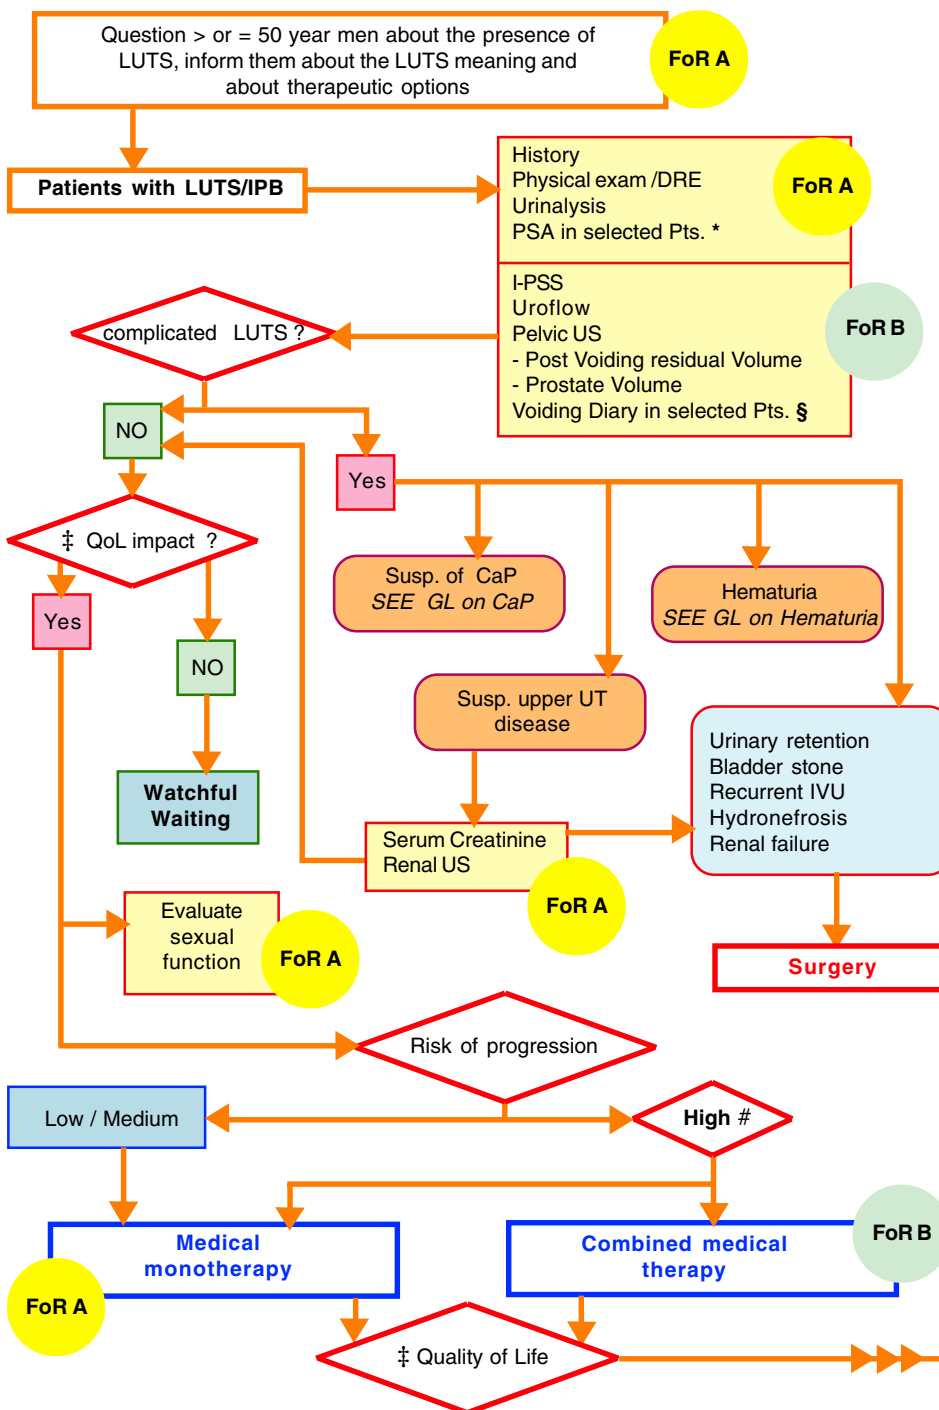 Question > or = 50 year men about the presence of
LUTS, inform them about the LUTS meaning and
about therapeutic options
FoR A
Patients with LUTS/IPB
History
Physical exam /DRE
Urinalysis
PSA in selected Pts. *
FoR A
I-PSS
Uroflow
Pelvic US
- Post Voiding residual Volume
- Prostate Volume
Voiding Diary in selected Pts. §
FoR B
complicated LUTS ?
NO
Yes
‡ QoL impact ?
Yes
NO
Susp. of CaP
SEE GL on CaP
Hematuria
SEE GL on Hematuria
Susp. upper UT
disease
Watchful
Waiting
Urinary retention
Bladder stone
Recurrent IVU
Hydronefrosis
Renal failure
Serum Creatinine
Renal US
FoR A
Evaluate
sexual
function
FoR A
Surgery
Risk of progression
Low / Medium
High #
Medical
monotherapy
FoR A
Combined medical
therapy
FoR B
‡ Quality of Life